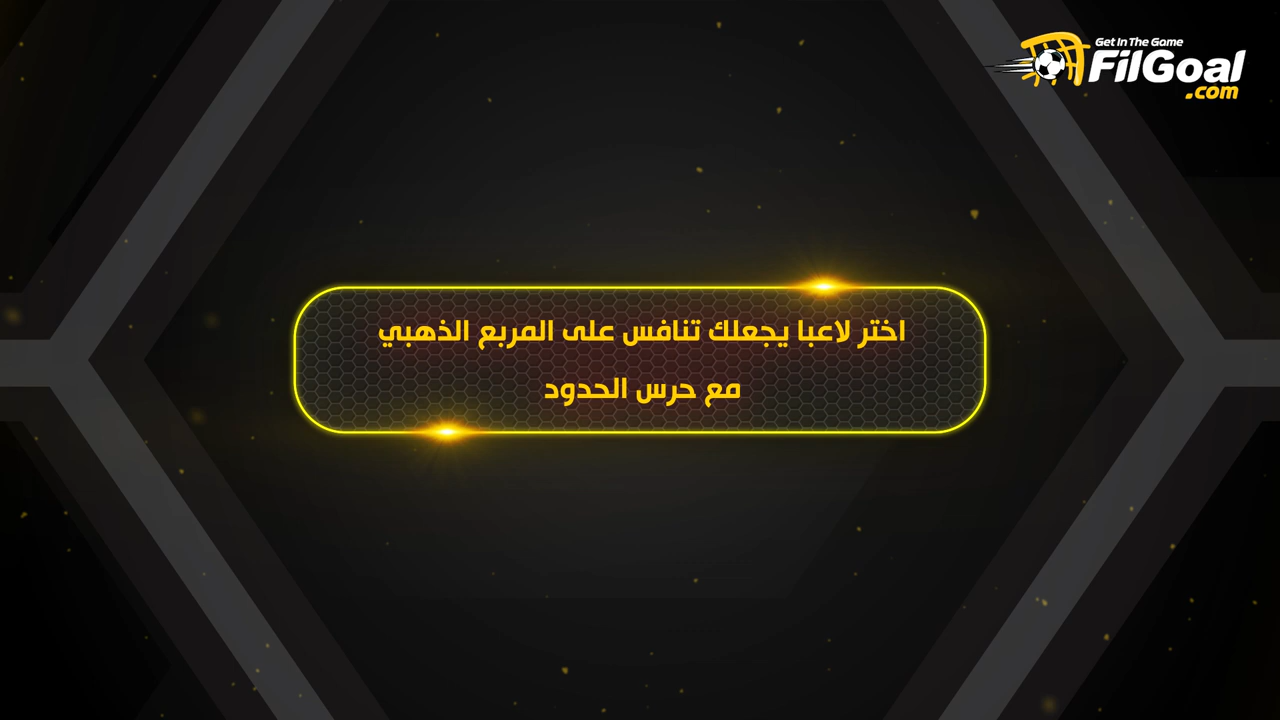 Get In The Game
FilGoal
.com
اختر لاعبا يجعلك تنافس على المربع الذهبي
مع حرس الحدود